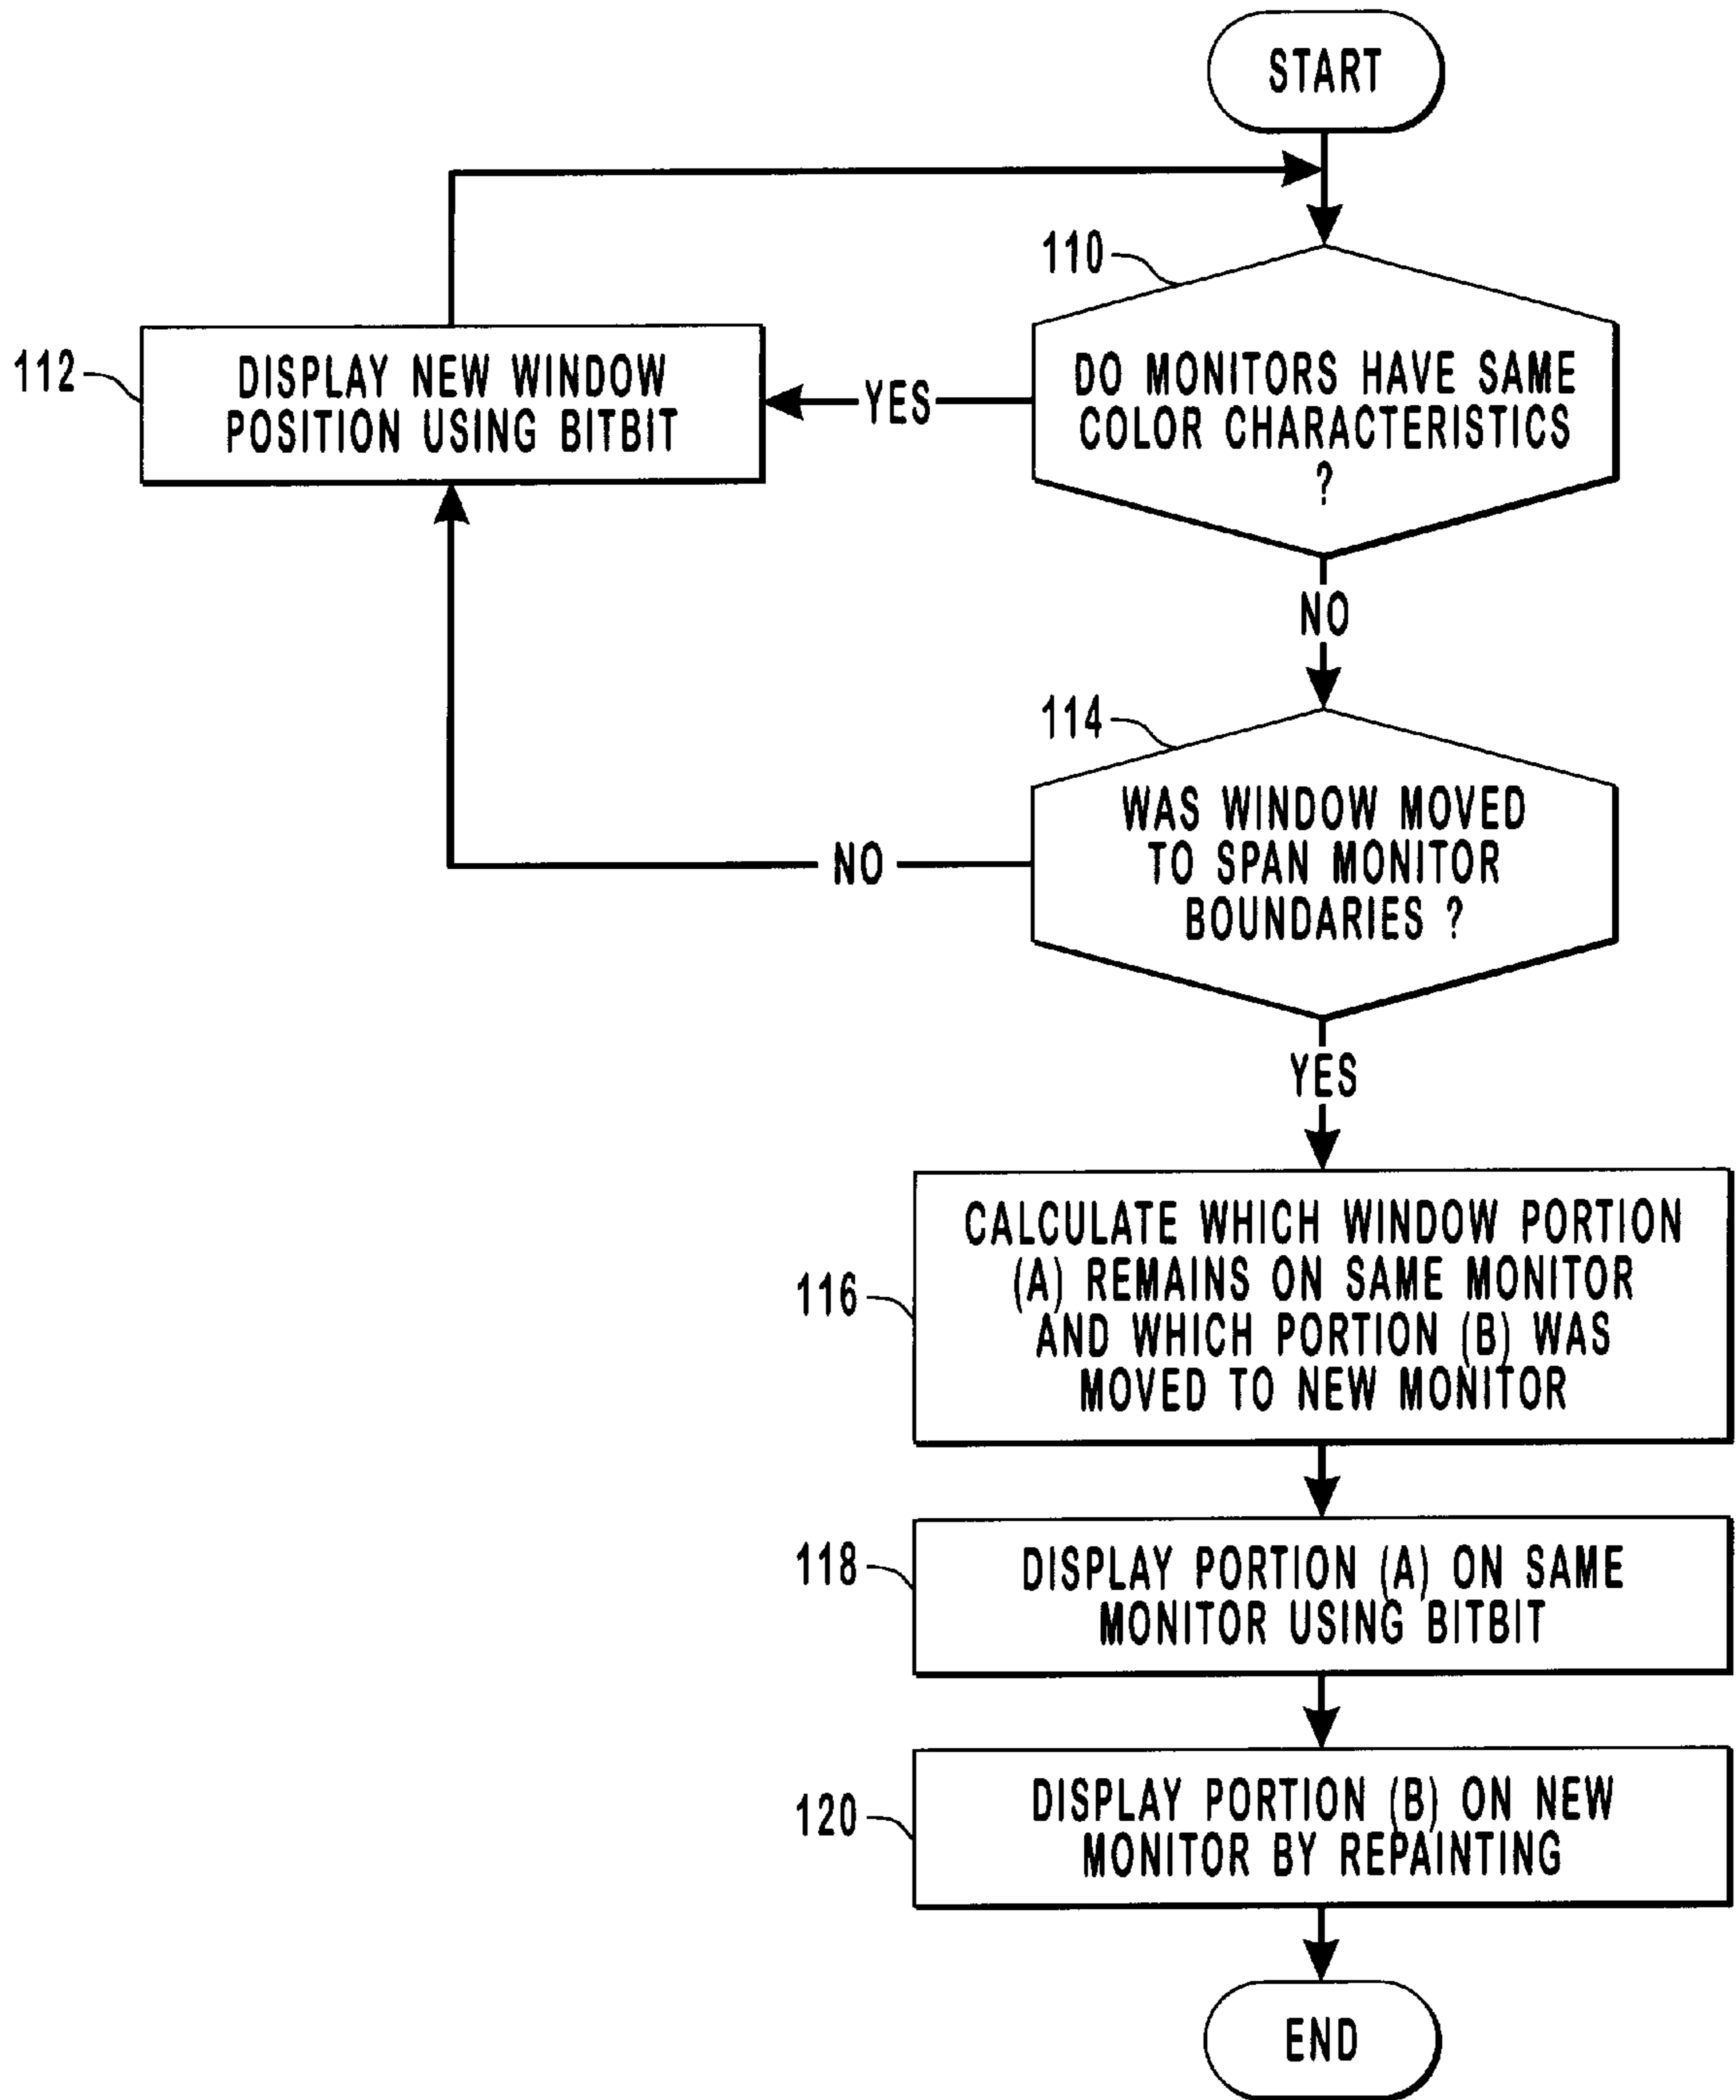 START
110
DO MONITORS HAVE SAME
COLOR CHARACTERISTICS
?
YES
112
DISPLAY NEW WINDOW
POSITION USING BITBIT
NO
114
WAS WINDOW MOVED
TO SPAN MONITOR
BOUNDARIES ?
NO
YES
116
CALCULATE WHICH WINDOW PORTION
(A) REMAINS ON SAME MONITOR
AND WHICH PORTION (B) WAS
MOVED TO NEW MONITOR
118
DISPLAY PORTION (A) ON SAME
MONITOR USING BITBIT
120
DISPLAY PORTION (B) ON NEW
MONITOR BY REPAINTING
END